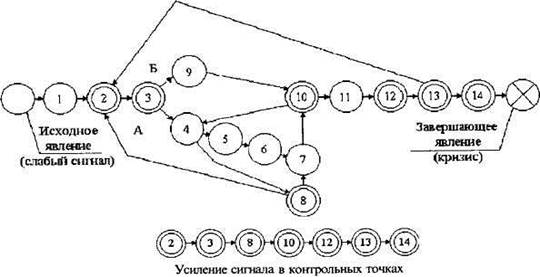 Б
9
1
2
3
10
11
12
13
14
Исходное
явление
(слабый сигнал)
А
4
5
6
7
8
Завершающее
явление
(кризис)
2
3
8
10
12
13
14
Усиление сигнала в контрольных точках